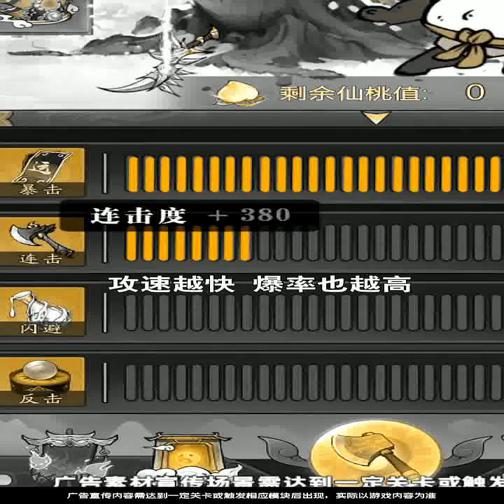 剩余仙桃值: 0
运
暴击
连击度 + 380
连击
攻速越快 爆率也越高
闪避
反击
广告素材宣传场景需达到一定关卡或触发
广告宣传内容需达到一定关卡或触发相应模块后出现，实际以游戏内容为准